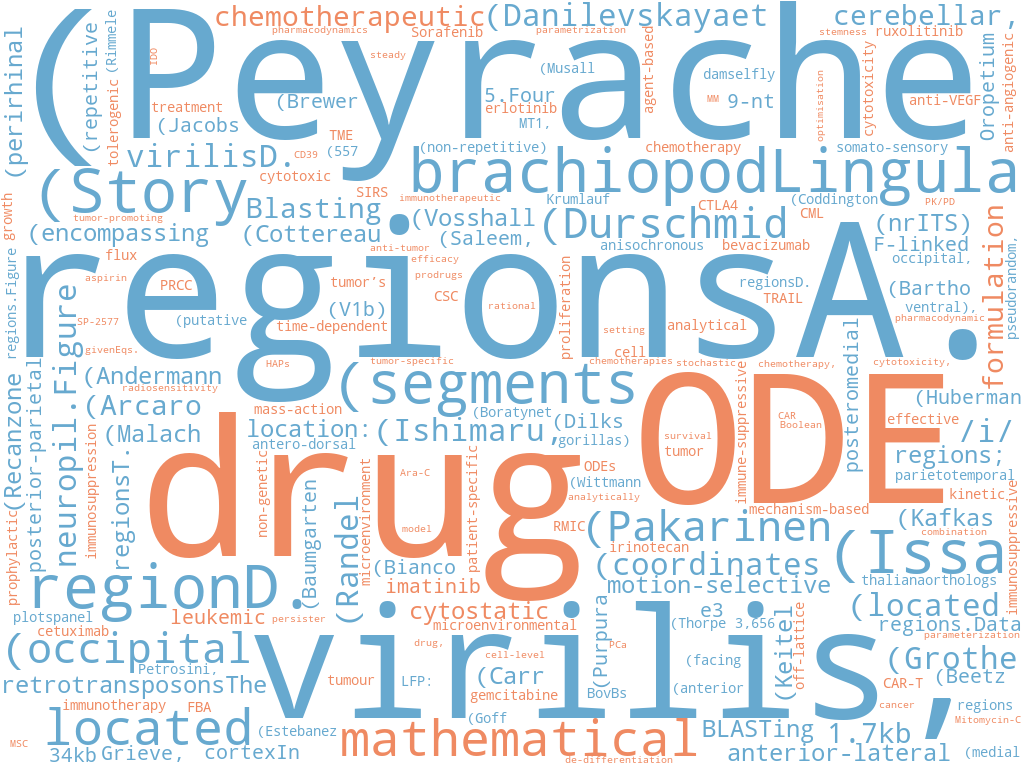 chemotherapeutic
(Danilevskayaet
cerebellar,
pharmacodynamics
Sorafenib
parametrization
stemness
ruxolitinib
(perirhinal
(repetitive
(Rimmele
IDO
steady
(Peyrache
(Musall
agent-based
damselfly
optimisation
cytotoxicity
Oropetium
anti-angiogenic
tolerogenic
treatment
(Brewer
5.Four
erlotinib
MM
9-nt
anti-VEGF
(Jacobs
TME
MT1,
virilisD.
(557
CD39
(non-repetitive)
chemotherapy
somato-sensory
cytotoxic
brachiopodLingula
(Story
SIRS
immunotherapeutic
Krumlauf
CTLA4
(Coddington
CML
PK/PD
growth
tumor-promoting
Blasting
(Vosshall
(Durschmid
(nrITS)
(encompassing
(Cottereau
(Saleem,
anisochronous
bevacizumab
F-linked
occipital,
formulation
pseudorandom,
regions.Figure
flux
anti-tumor
efficacy
regionsA.
aspirin
PRCC
tumor’s
prodrugs
CSC
rational
proliferation
regionsD.
TRAIL
(Bartho
ventral),
neuropil.Figure
SP-2577
(putative
(V1b)
time-dependent
setting
analytical
pharmacodynamic
givenEqs.
cell
HAPs
tumor-specific
chemotherapies
stochastic
chemotherapy,
cytotoxicity,
posteromedial
(Recanzone
posterior-parietal
(Andermann
radiosensitivity
(segments
ODE
immune-suppressive
(Huberman
(Arcaro
mass-action
(Boratynet
(Dilks
CAR
Boolean
effective
/i/
(Malach
location:
(Ishimaru,
gorillas)
survival
tumor
regions;
antero-dorsal
immunosuppression
regionsT.
drug
non-genetic
microenvironment
Ara-C
patient-specific
ODEs
(Wittmann
analytically
parietotemporal
kinetic
mechanism-based
prophylactic
(Baumgarten
(Randel
model
RMIC
(Pakarinen
(Kafkas
combination
immunosuppressive
irinotecan
(Issa
(Bianco
(coordinates
regionD.
imatinib
motion-selective
thalianaorthologs
plotspanel
leukemic
persister
cytostatic
e3
(located
cetuximab
microenvironmental
(Purpura
(Thorpe
3,656
(Keitel
off-lattice
regions.Data
parameterization
(occipital
virilis,
drug,
cell-level
PCa
(facing
(Grothe
Petrosini,
retrotransposonsThe
tumour
LFP:
(Carr
gemcitabine
BovBs
(anterior
CAR-T
(Beetz
immunotherapy
FBA
cancer
regions
located
(Goff
Mitomycin-C
(Estebanez
mathematical
BLASTing
1.7kb
MSC
34kb
Grieve,
cortexIn
de-differentiation
anterior-lateral
(medial